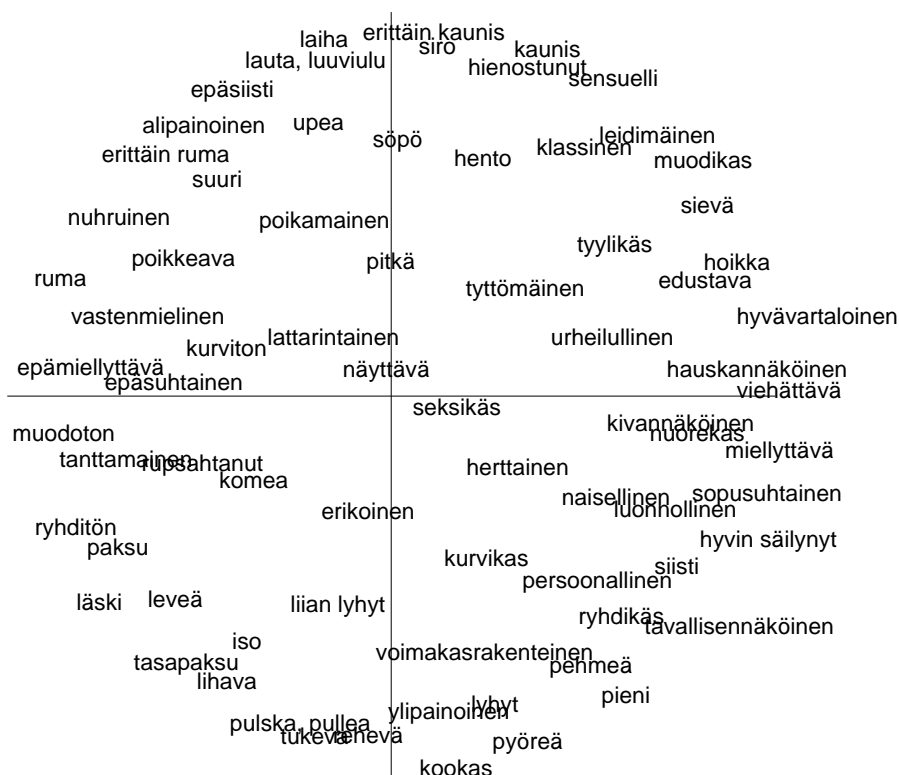 erittäin kaunis
laiha
siro
kaunis
lauta, luuviulu
hienostunut
sensuelli
epäsiisti
upea
alipainoinen
leidimäinen
söpö
klassinen
erittäin ruma
hento
muodikas
suuri
sievä
nuhruinen
poikamainen
tyylikäs
poikkeava
pitkä
hoikka
ruma
edustava
tyttömäinen
vastenmielinen
hyvävartaloinen
lattarintainen
urheilullinen
kurviton
epämiellyttävä
näyttävä
hauskannäköinen
epäsuhtainen
viehättävä
seksikäs
kivannäköinen
muodoton
nuorekas
miellyttävä
tanttamainen
rupsahtanut
herttainen
komea
sopusuhtainen
naisellinen
luonnollinen
erikoinen
ryhditön
hyvin säilynyt
paksu
kurvikas
siisti
persoonallinen
läski
leveä
liian lyhyt
ryhdikäs
tavallisennäköinen
iso
voimakasrakenteinen
tasapaksu
pehmeä
lihava
pieni
lyhyt
ylipainoinen
pulska, pullea
tukeva
rehevä
pyöreä
kookas